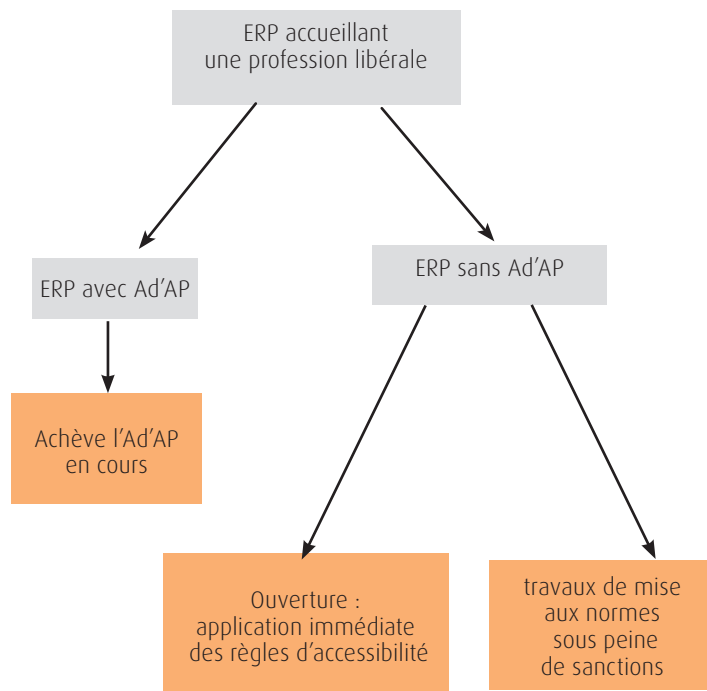 ERP accueillant
une profession libérale
ERP avec Ad’AP
ERP sans Ad’AP
Achève l’Ad’AP
en cours
Ouverture :
application immédiate
des règles d’accessibilité
travaux de mise
aux normes
sous peine
de sanctions